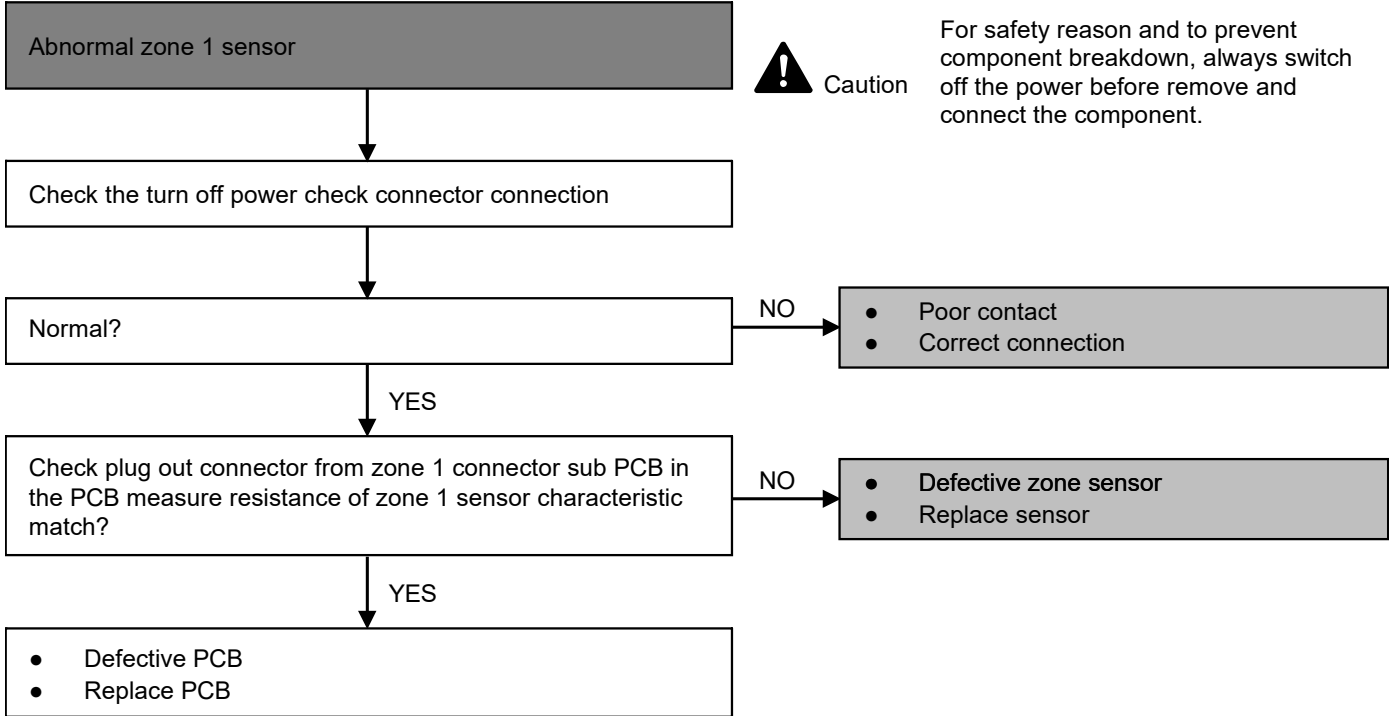 Abnormal zone 1 sensor
Caution
For safety reason and to prevent
component breakdown, always switch
off the power before remove and
connect the component.
Check the turn off power check connector connection
Normal?
NO
● Poor contact
● Correct connection
YES
Check plug out connector from zone 1 connector sub PCB in
the PCB measure resistance of zone 1 sensor characteristic
match?
NO
● Defective zone sensor
● Replace sensor
YES
● Defective PCB
● Replace PCB